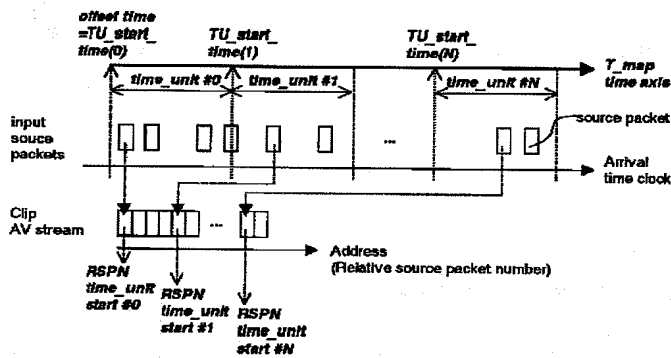 offset time
=TU_start_
time(0)
TU_start_
time(1)
TU_start_
time(N)
T_map
time axis
time_unit #0
time_unit #1
time_unit #N
input
souce
packets
...
source packet
Arrival
time clock
Clip
AV stream
...
Address
(Relative source packet number)
RSPN
time_unit
start #0
RSPN
time_unit
start #1
RSPN
time_unit
start #N